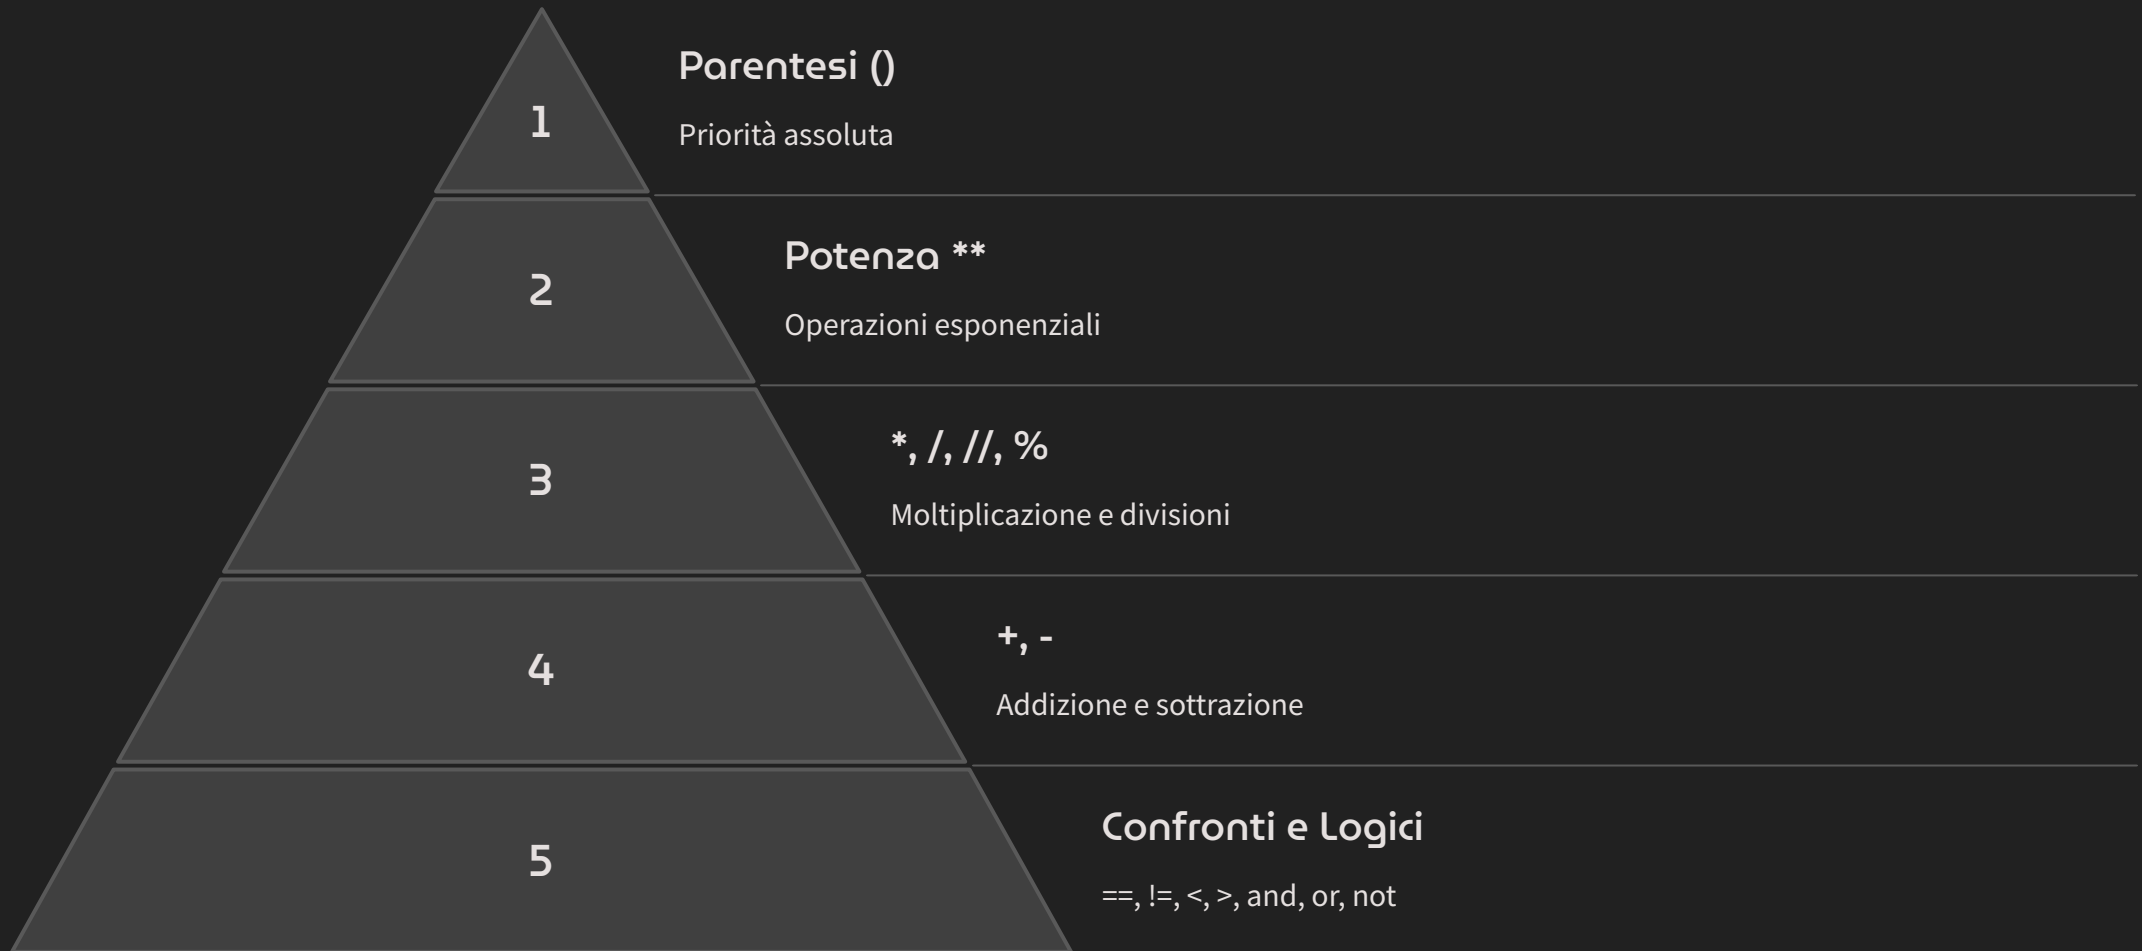 1
Parentesi ()
Priorità assoluta
2
Potenza **
Operazioni esponenziali
3
*, /, //, %
Moltiplicazione e divisioni
4
+, -
Addizione e sottrazione
5
Confronti e Logici
==, !=, <, >, and, or, not